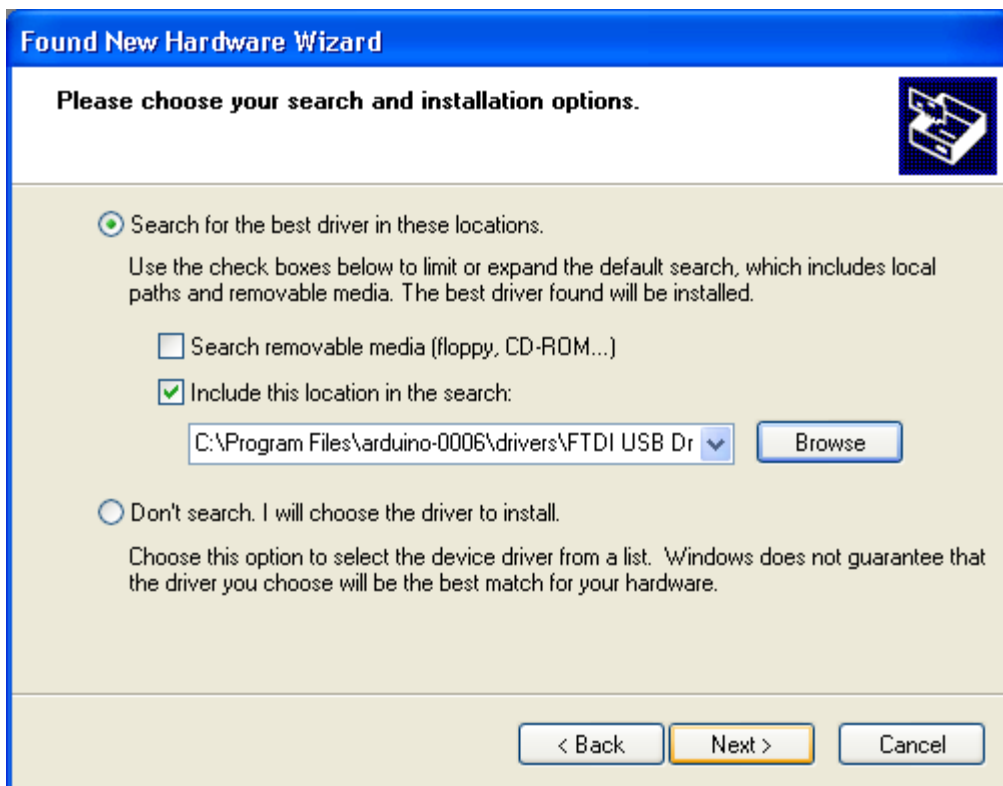 Found New Hardware Wizard
Please choose your search and installation options.
Search for the best driver in these locations.
Use the check boxes below to limit or expand the default search, which includes local
paths and removable media. The best driver found will be installed.
Search removable media (floppy, CD-ROM...)
Include this location in the search:
C:\Program Files\arduino-0006\drivers\FTDI USB Dr
Browse
Don't search. I will choose the driver to install.
Choose this option to select the device driver from a list.  Windows does not guarantee that
the driver you choose will be the best match for your hardware.
< Back
Next >
Cancel